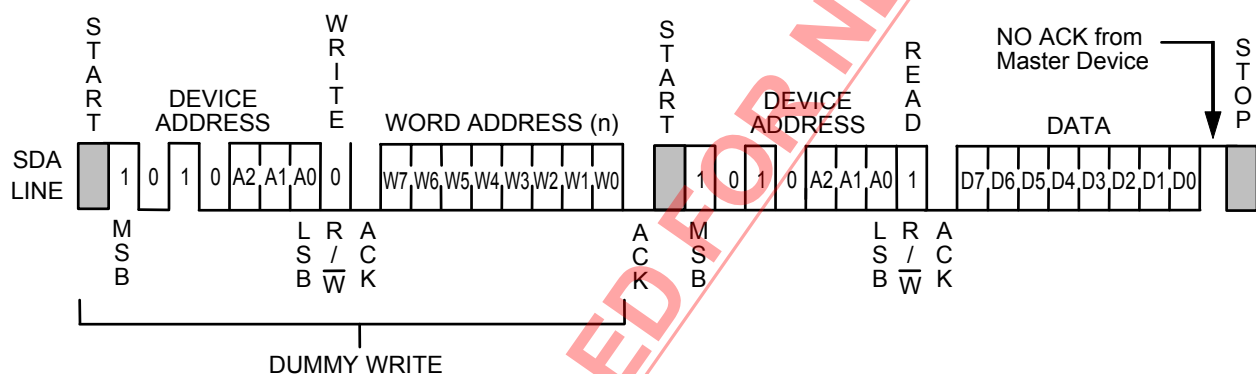 START
DEVICE
ADDRESS
WRITE
WORD ADDRESS (n)
START
DEVICE
ADDRESS
READ
DATA
NO ACK from
Master Device
STOP
SDA
LINE
1 0 1 0 A2 A1 A0 0 W7 W6 W5 W4 W3 W2 W1 W0 1 0 1 0 A2 A1 A0 1 D7 D6 D5 D4 D3 D2 D1 D0
MSB
LSB
R/W
ACK
ACK
MSB
LSB
R/W
ACK
DUMMY WRITE
ED FOR